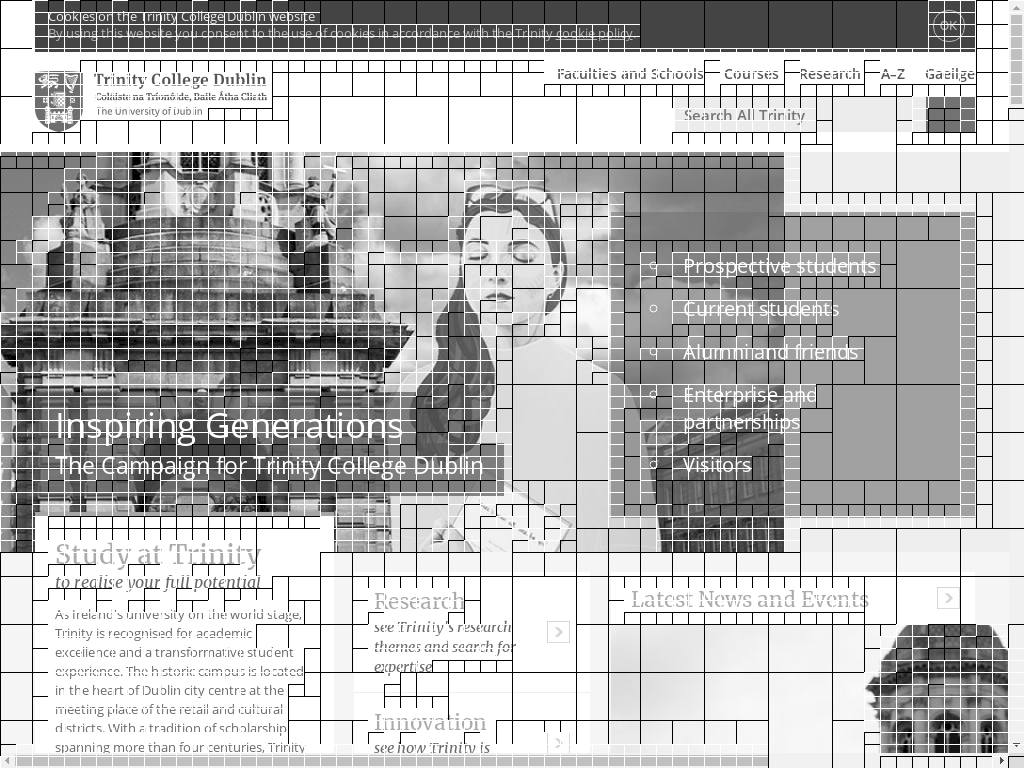 Cookies on the Trinity College Dublin website
By using this website you consent to the use of cookies in accordance with the Trinity cookie policy.
OK
Trinity College Dublin
Coláiste na Tríonóide, Baile Átha Cliath
The University of Dublin
Faculties and Schools
Courses
Research
A–Z
Gaeilge
Search All Trinity
Prospective students
Current students
Alumni and friends
Enterprise and
partnerships
Visitors
Inspiring Generations
The Campaign for Trinity College Dublin
Study at Trinity
to realise your full potential
As Ireland's university on the world stage,
Trinity is recognised for academic
excellence and a transformative student
experience. The historic campus is located
in the heart of Dublin city centre at the
meeting place of the retail and cultural
districts. With a tradition of scholarship
spanning more than four centuries, Trinity
Research
see Trinity's research
themes and search for
expertise
Innovation
see how Trinity is
Latest News and Events